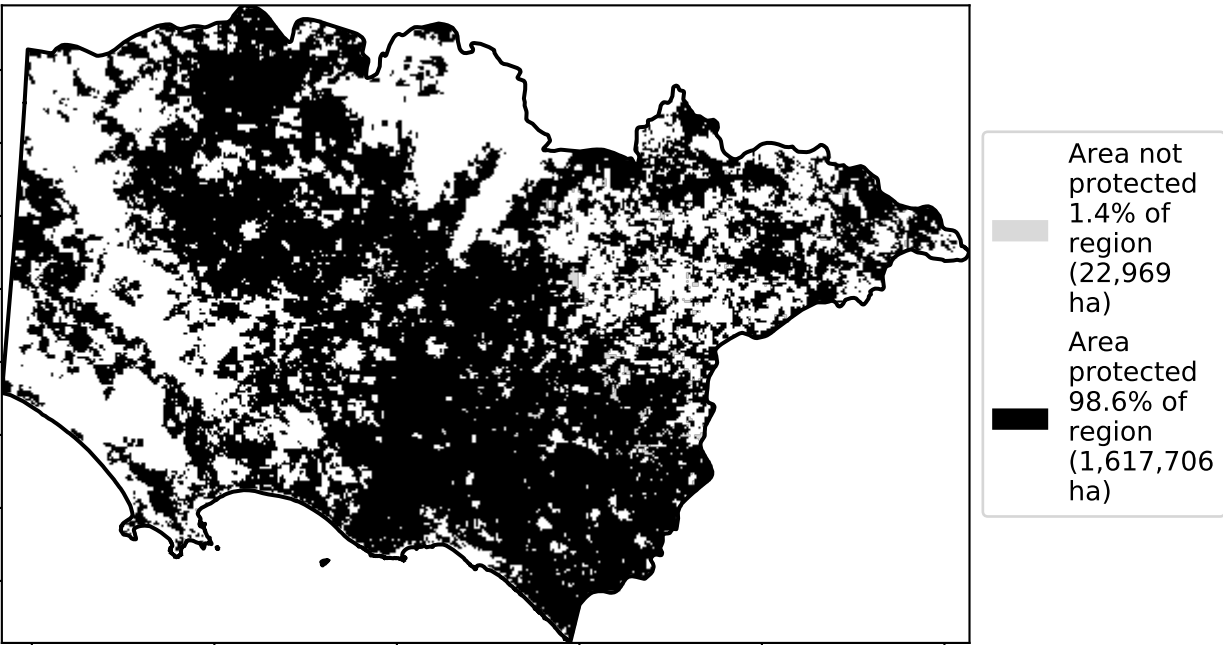 Area not
protected
1.4% of
region
(22,969
ha)
Area
protected
98.6% of
region
(1,617,706
ha)